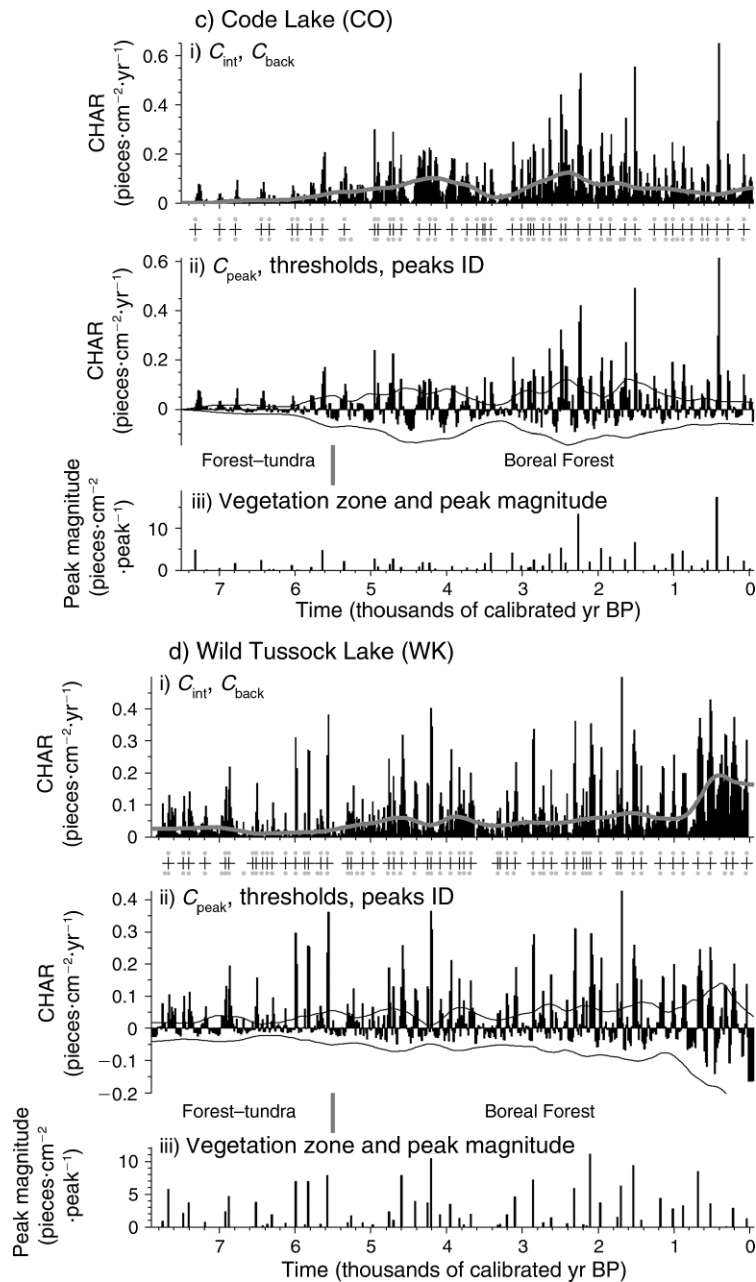 c) Code Lake (CO)
i) Cint, Cback
CHAR
(pieces·cm−2·yr−1)
0.6
0.4
0.2
0
ii) Cpeak, thresholds, peaks ID
CHAR
(pieces·cm−2·yr−1)
0.6
0.4
0.2
0
Forest–tundra
Boreal Forest
iii) Vegetation zone and peak magnitude
Peak magnitude
(pieces·cm−2
·peak−1)
10
0
7 6 5 4 3 2 1 0
Time (thousands of calibrated yr BP)
d) Wild Tussock Lake (WK)
i) Cint, Cback
CHAR
(pieces·cm−2·yr−1)
0.4
0.3
0.2
0.1
0
ii) Cpeak, thresholds, peaks ID
CHAR
(pieces·cm−2·yr−1)
0.4
0.3
0.2
0.1
0
−0.1
−0.2
Forest–tundra
Boreal Forest
iii) Vegetation zone and peak magnitude
Peak magnitude
(pieces·cm−2
·peak−1)
10
5
0
7 6 5 4 3 2 1 0
Time (thousands of calibrated yr BP)